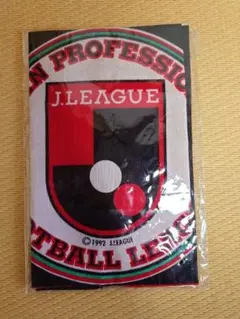 N PROFESSIO
J.LEAGUE
©1992 J.LEAGUE
TBALL LE